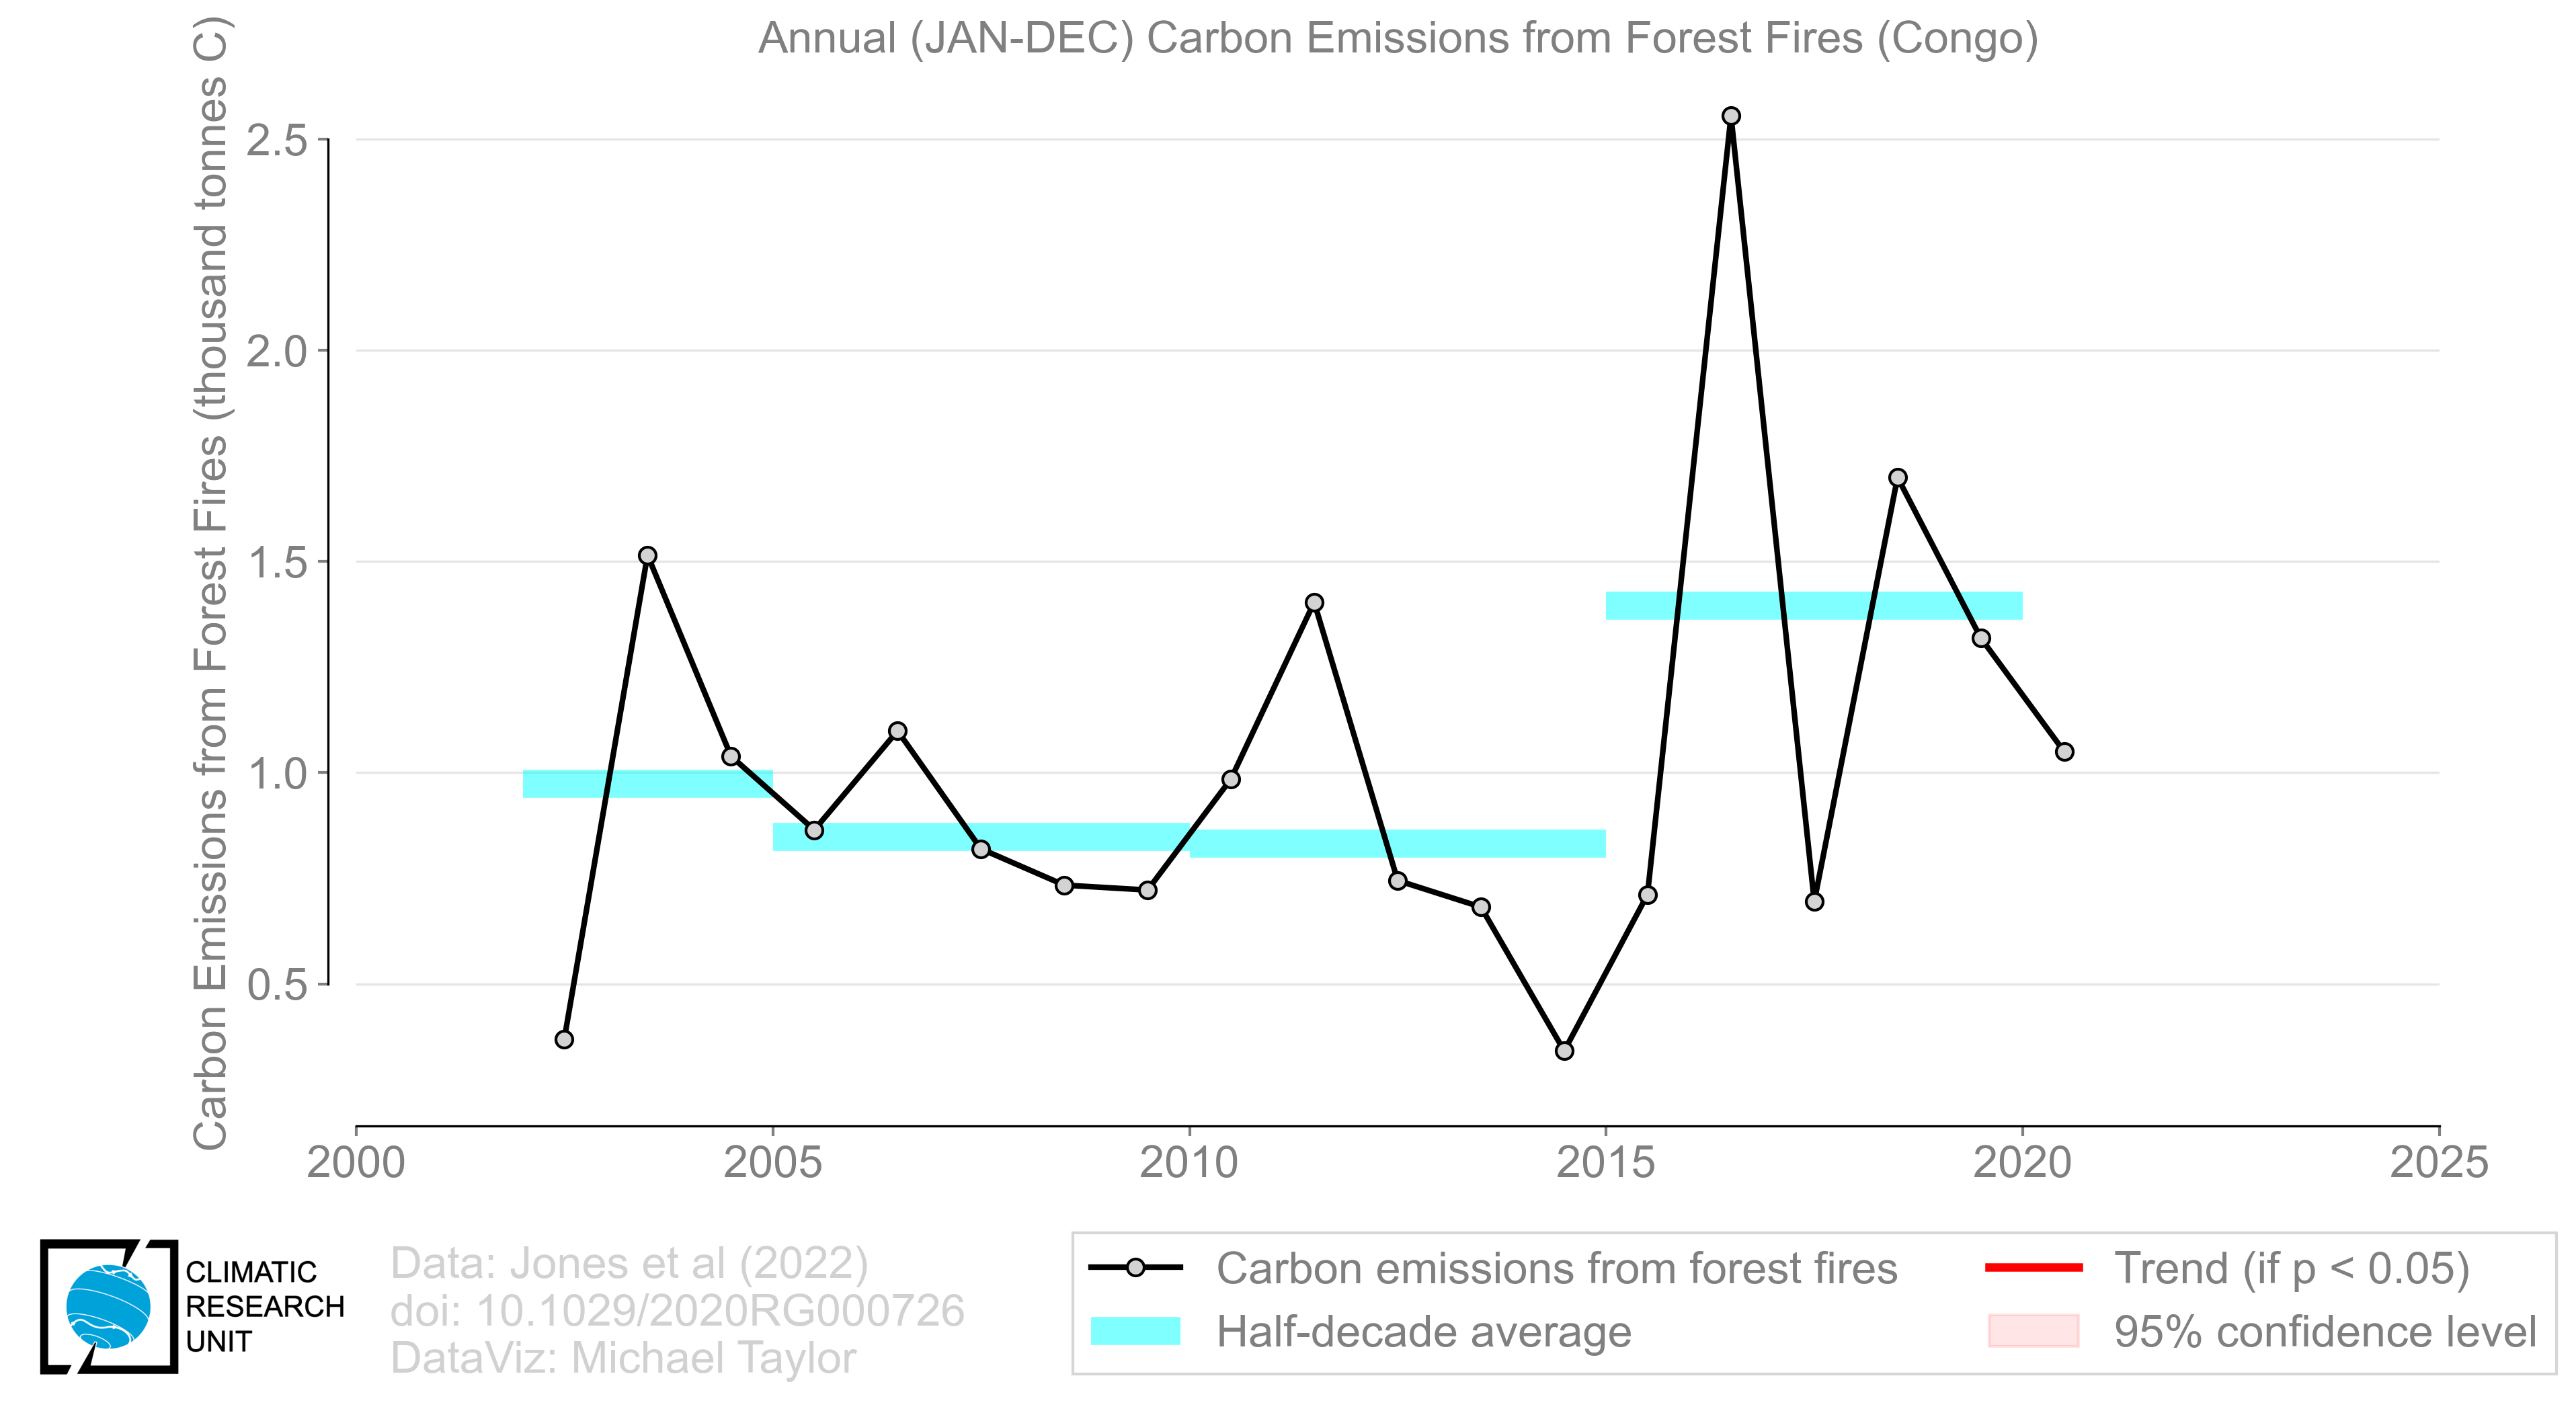 Annual (JAN-DEC) Carbon Emissions from Forest Fires (Congo)
Carbon Emissions from Forest Fires (thousand tonnes C)
2.5
2.0
1.5
1.0
0.5
2000
2005
2010
2015
2020
2025
CLIMATIC
RESEARCH
UNIT
Data: Jones et al (2022)
doi: 10.1029/2020RG000726
DataViz: Michael Taylor
Carbon emissions from forest fires
Half-decade average
Trend (if p < 0.05)
95% confidence level